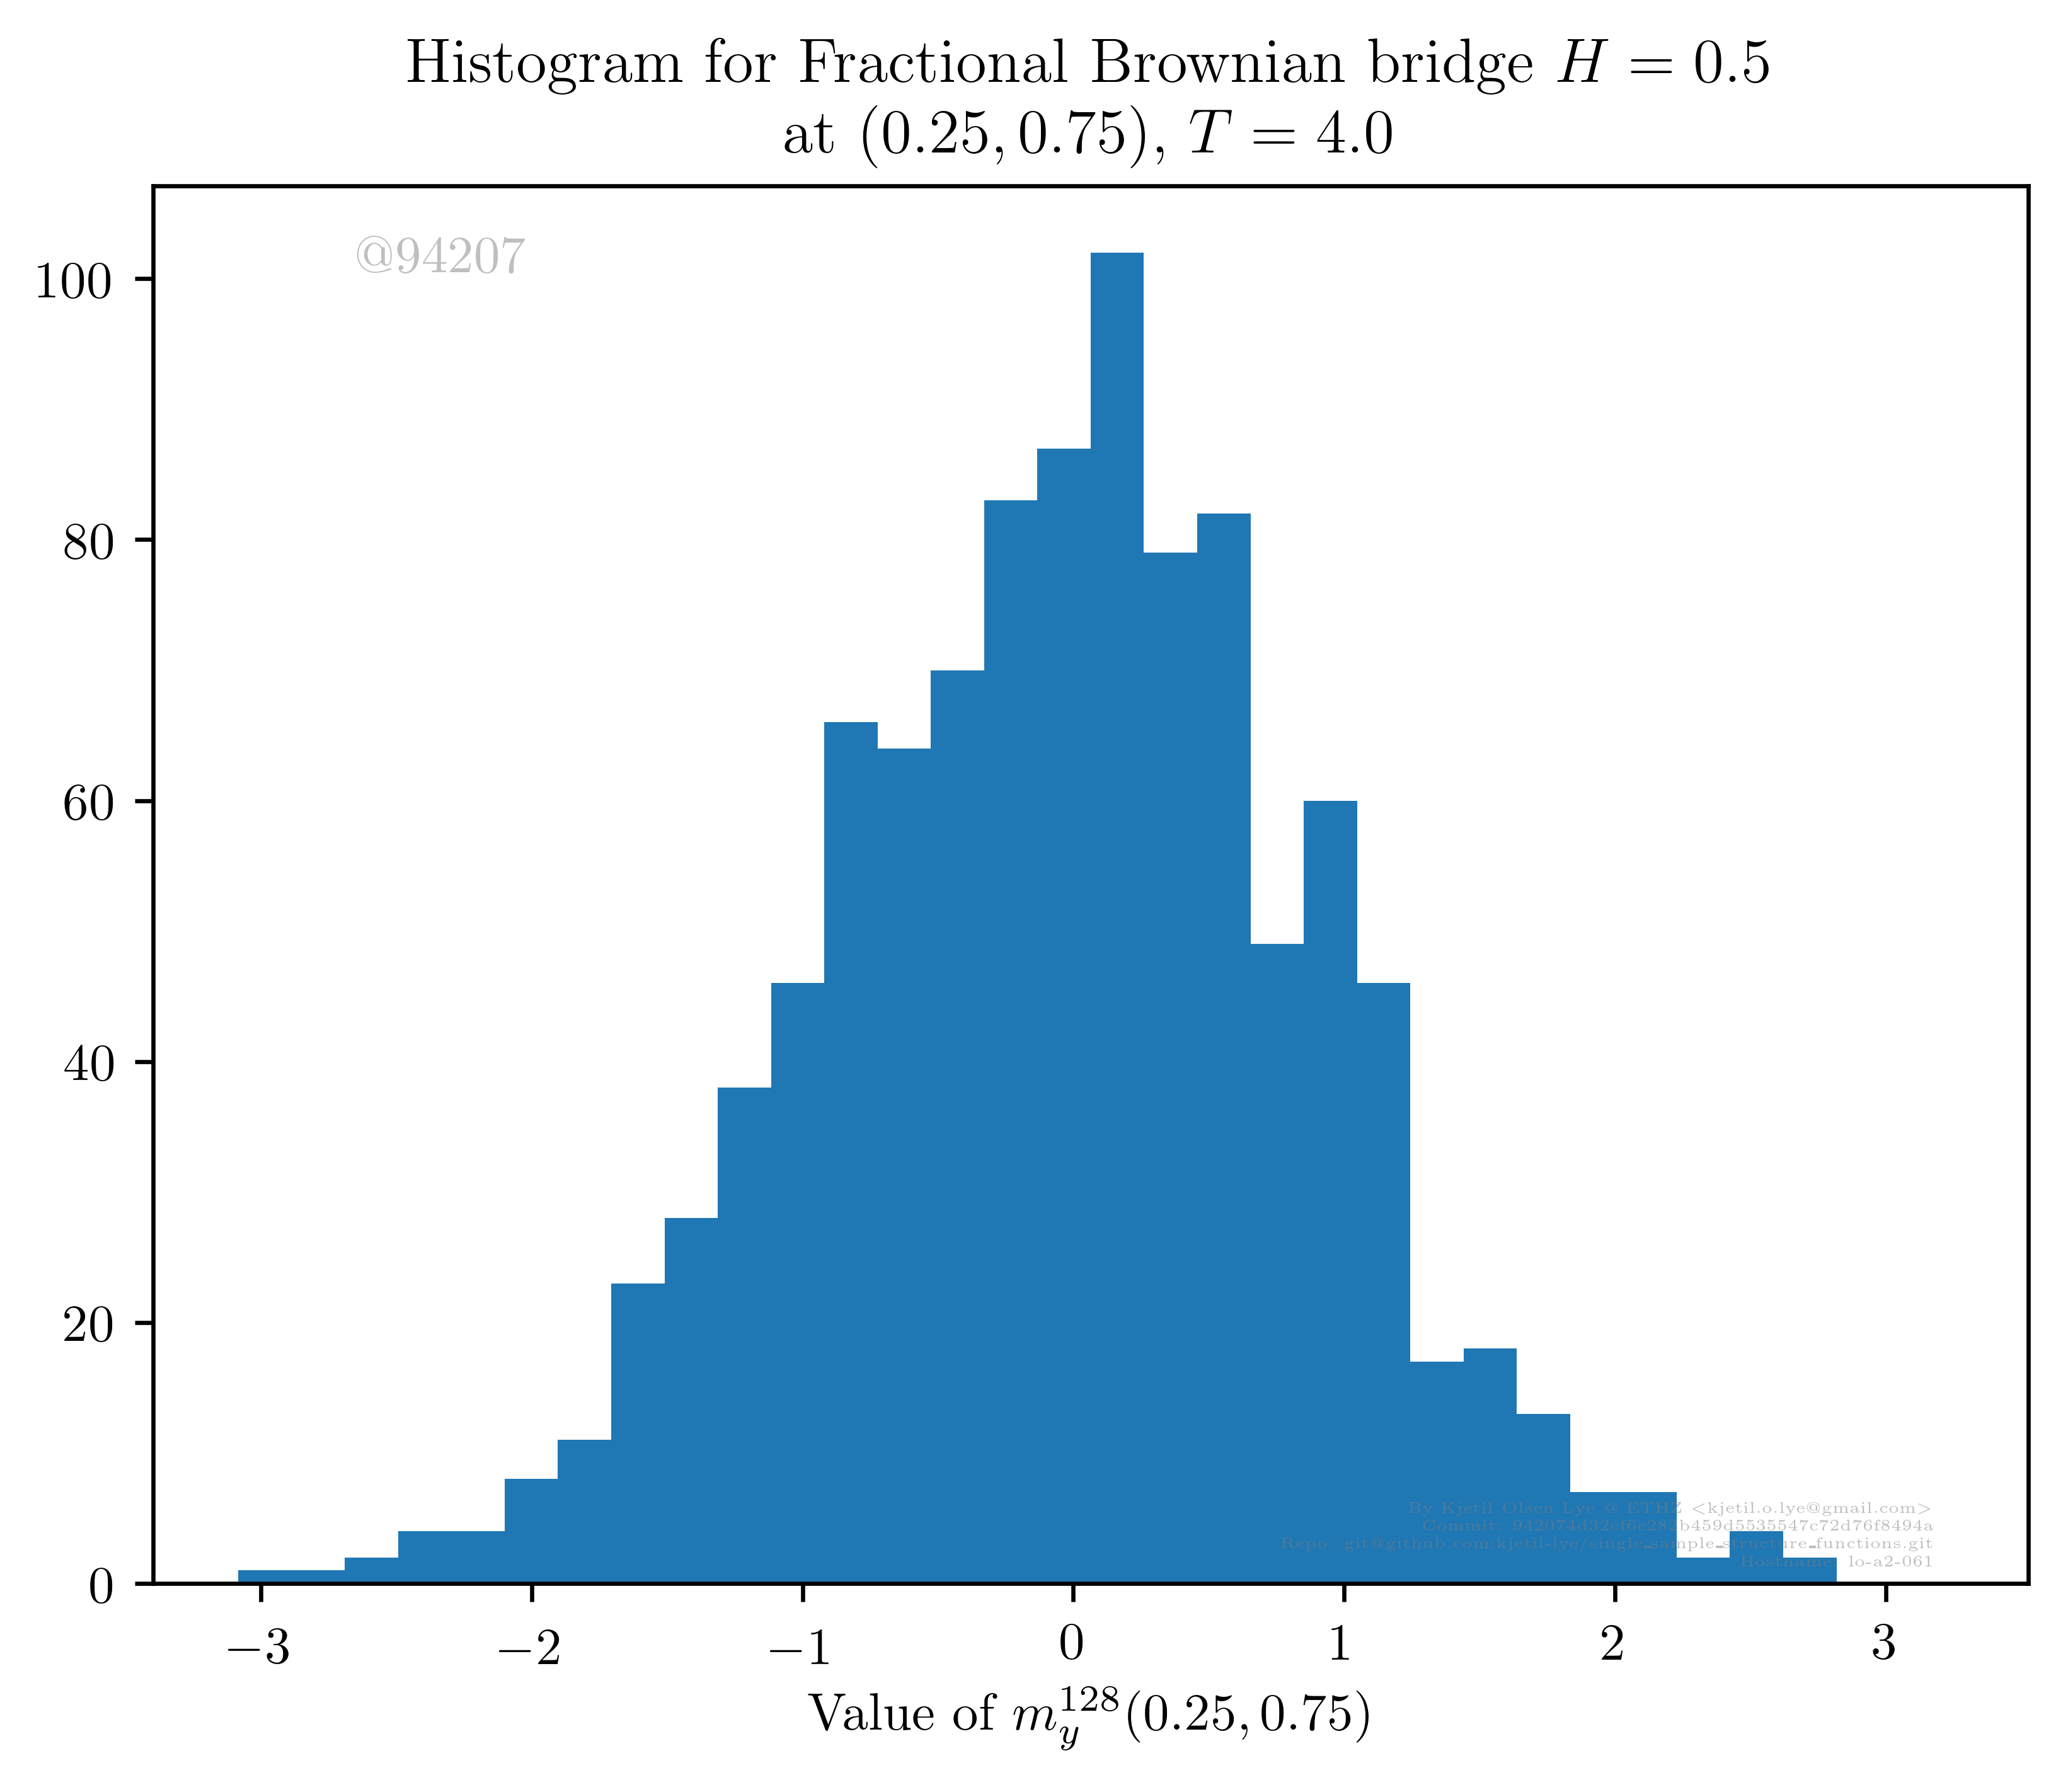 Histogram for Fractional Brownian bridge H = 0.5
at (0.25, 0.75), T = 4.0
@94207
100
80
60
40
20
0
−3 −2 −1 0 1 2 3
Value of m_y^{128}(0.25, 0.75)
By Kjetil Olsen Lye @ ETHZ <kjetil.o.lye@gmail.com>
Repo: git@github.com:kjetil-lye/single_sample_structure_functions.git
Hostname: lo-a2-061